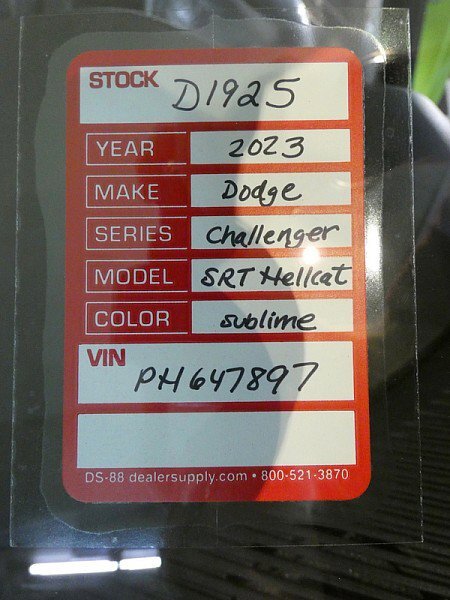 STOCK D1925
YEAR 2023
MAKE Dodge
SERIES Challenger
MODEL SRT Hellcat
COLOR sublime
VIN PH647897
DS-88 dealersupply.com • 800-521-3870